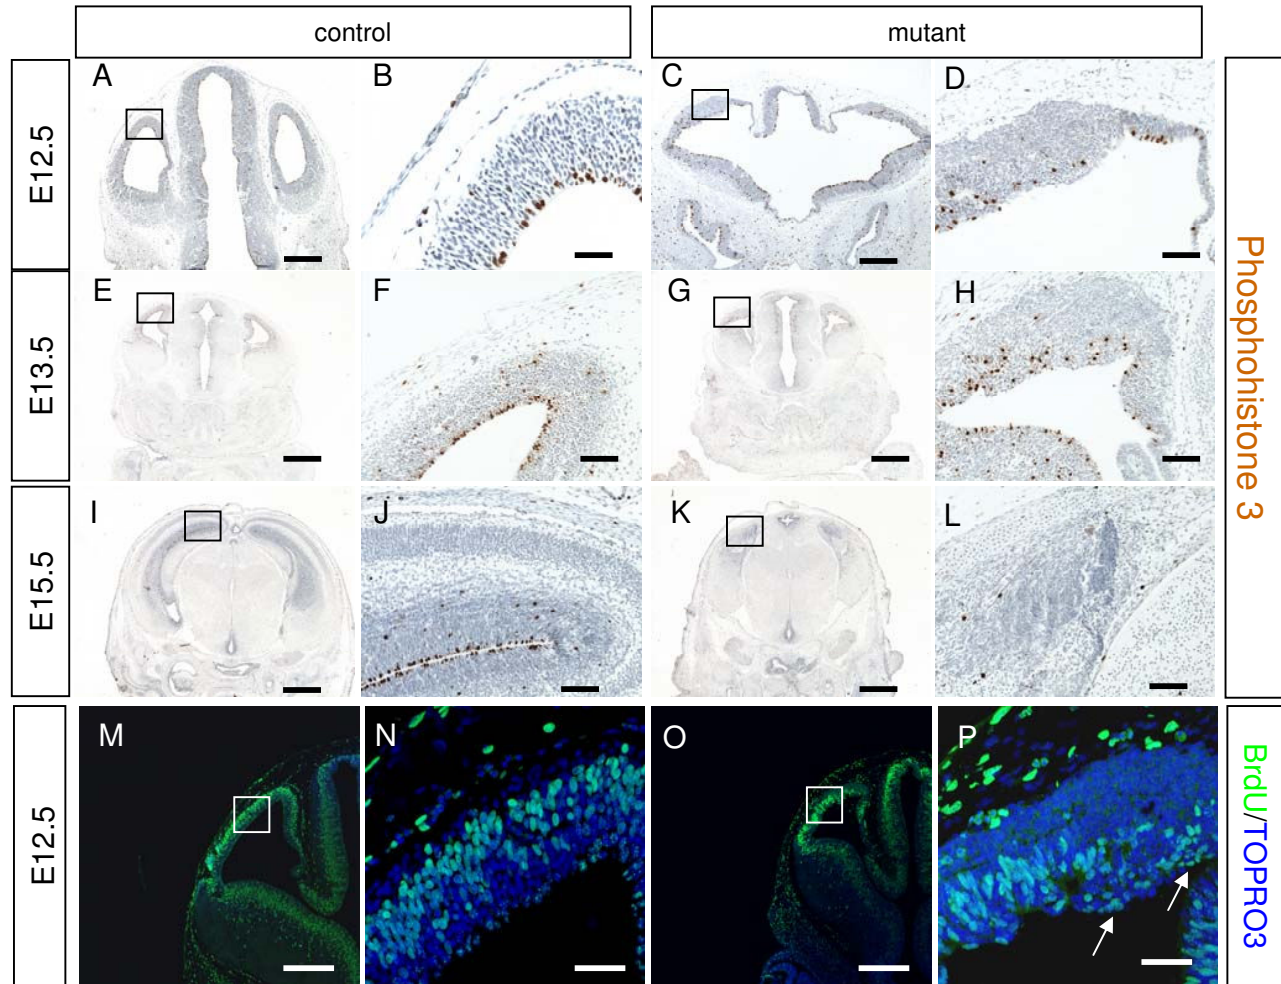 control
mutant
A
B
C
D
E12.5
E
F
G
H
E13.5
Phosphohistone 3
I
J
K
L
E15.5
M
N
O
P
E12.5
BrdU/TOPRO3